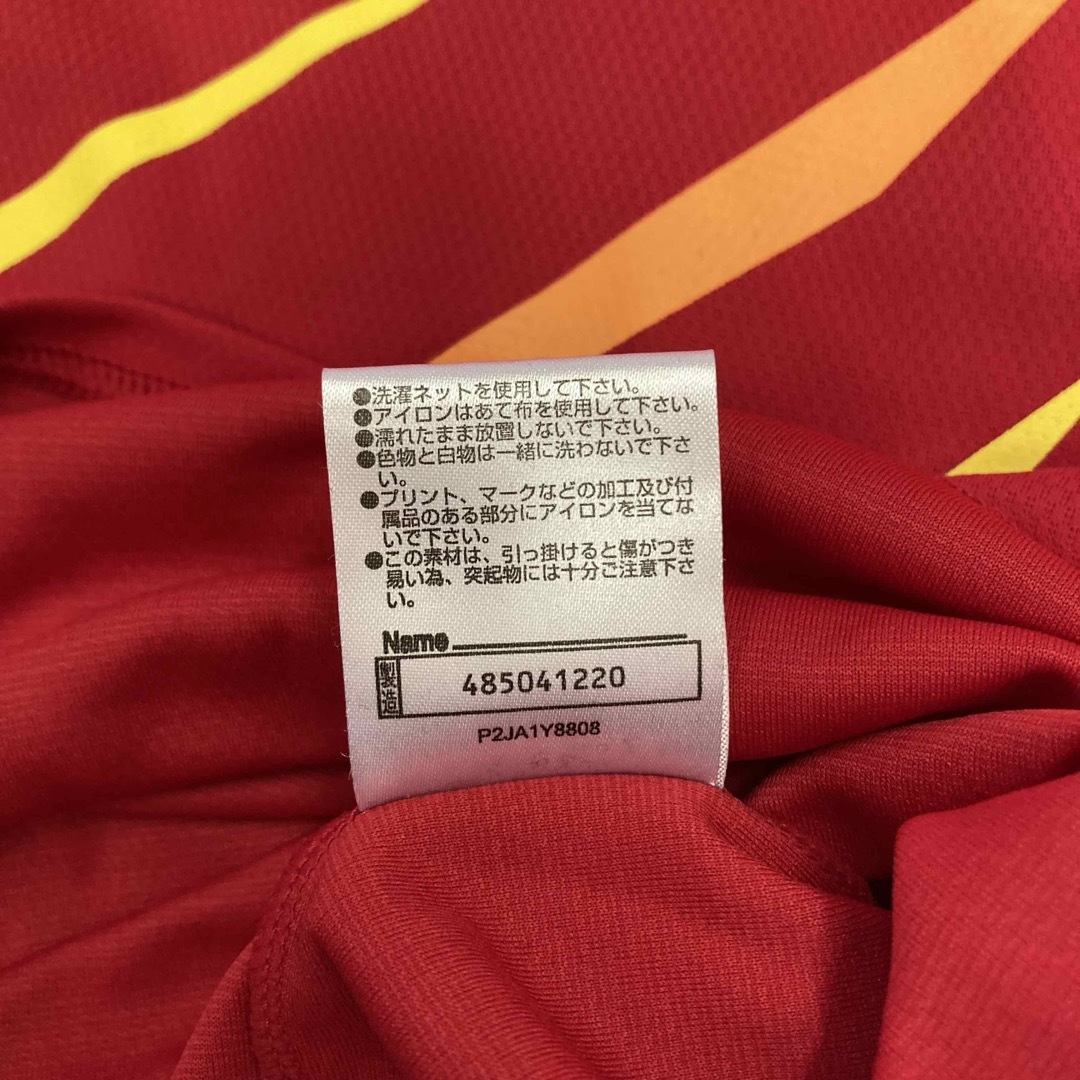 ●洗濯ネットを使用して下さい。
●アイロンはあて布を使用して下さい。
●濡れたまま放置しないで下さい。
●色物と白物は一緒に洗わないで下さ
い。
●プリント、マークなどの加工及び付
属品のある部分にアイロンを当てな
いで下さい。
●この素材は、引っ掛けると傷がつき
易い為、突起物には十分ご注意下さ
い。
Name
製造 485041220
P2JA1Y8808